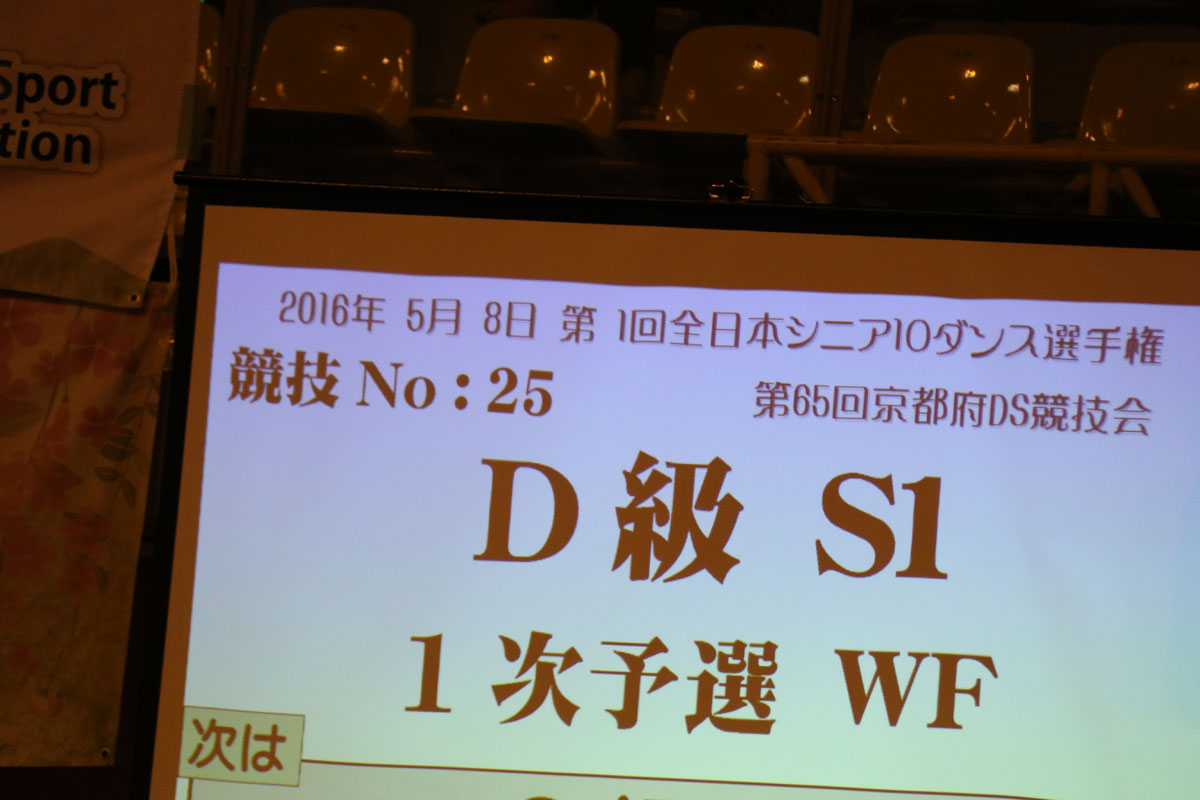 Sport
tion
2016年 5月 8日 第 1回全日本シニア10ダンス選手権
競技 No : 25
第65回京都府DS競技会
D級 S1
1次予選 WF
次は